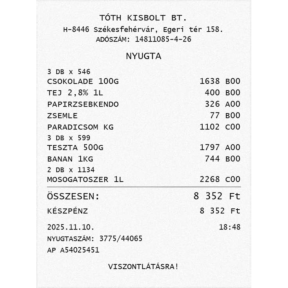 TÓTH KISBOLT BT.
H-8446 Székesfehérvár, Egeri tér 158.
ADÓSZÁM: 14811085-4-26
NYUGTA
3 DB x 546
CSOKOLADE 100G 1638 B00
TEJ 2,8% 1L 400 B00
PAPIRZSEBKENDO 326 A00
ZSEMLE 77 B00
PARADICSOM KG 1102 C00
3 DB x 599
TESZTA 500G 1797 A00
BANAN 1KG 744 B00
2 DB x 1134
MOSOGATOSZER 1L 2268 C00
ÖSSZESEN: 8 352 Ft
KÉSZPÉNZ 8 352 Ft
2025.11.10. 18:48
NYUGTASZÁM: 3775/44065
AP A54025451
VISZONTLÁTÁSRA!